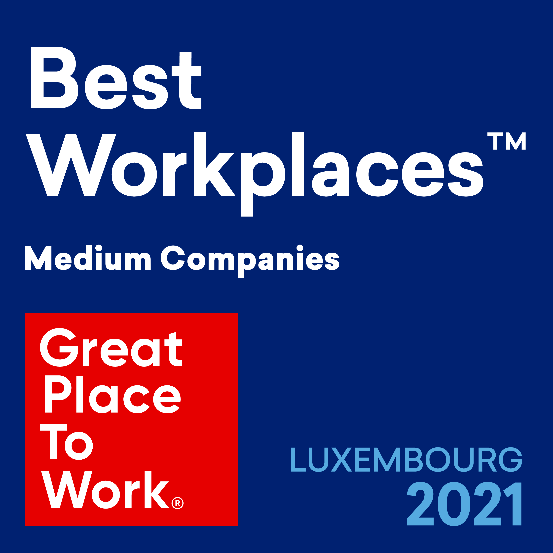 Best
Workplaces™
Medium Companies
Great
Place
To
Work®
LUXEMBOURG
2021